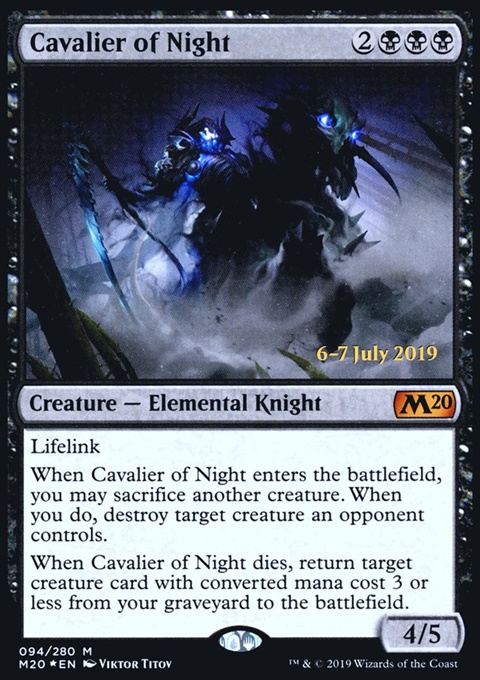 Cavalier of Night 2
6–7 July 2019
Creature — Elemental Knight M20
Lifelink
When Cavalier of Night enters the battlefield,
you may sacrifice another creature. When
you do, destroy target creature an opponent
controls.
When Cavalier of Night dies, return target
creature card with converted mana cost 3 or
less from your graveyard to the battlefield.
4/5
094/280 M
M20 ★ EN Viktor Titov
™ & © 2019 Wizards of the Coast